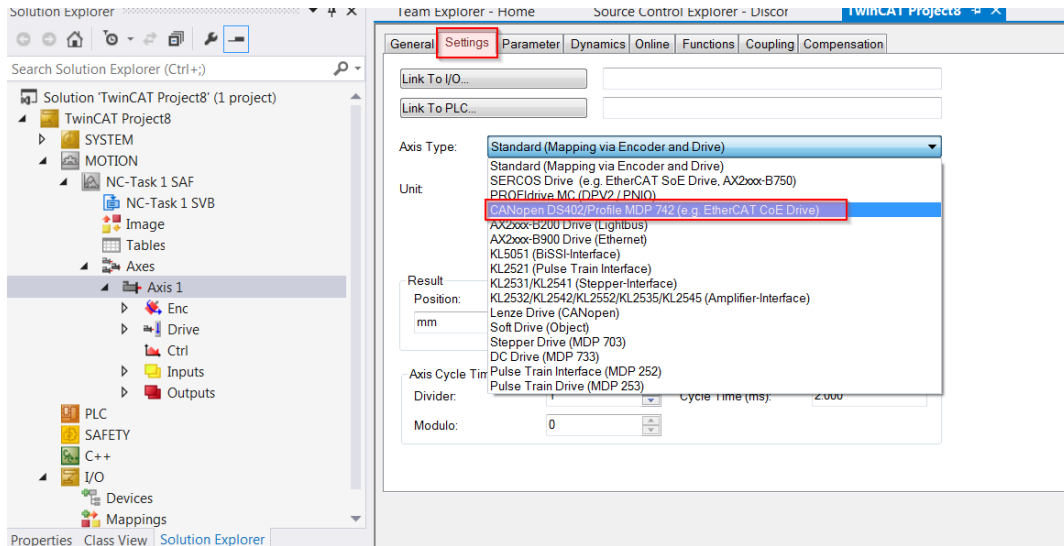 Solution Explorer
Search Solution Explorer (Ctrl+;)
Solution 'TwinCAT Project8' (1 project)
TwinCAT Project8
SYSTEM
MOTION
NC-Task 1 SAF
NC-Task 1 SVB
Image
Tables
Axes
Axis 1
Enc
Drive
Ctrl
Inputs
Outputs
PLC
SAFETY
C++
I/O
Devices
Mappings
Properties Class View Solution Explorer
Team Explorer - Home Source Control Explorer - Discor TwinCAT Project8
General Settings Parameter Dynamics Online Functions Coupling Compensation
Link To I/O...
Link To PLC...
Axis Type: Standard (Mapping via Encoder and Drive)
Standard (Mapping via Encoder and Drive)
SERCOS Drive (e.g. EtherCAT SoE Drive, AX2xxx-B750)
Unit:
PROFIdrive MC (DPV2 / PNIO)
CANopen DS402/Profile MDP 742 (e.g. EtherCAT CoE Drive)
AX2xxx-B200 Drive (Lightbus)
AX2xxx-B900 Drive (Ethernet)
KL5051 (BiSSI-Interface)
KL2521 (Pulse Train Interface)
KL2531/KL2541 (Stepper-Interface)
KL2532/KL2542/KL2552/KL2535/KL2545 (Amplifier-Interface)
Lenze Drive (CANopen)
Soft Drive (Object)
Stepper Drive (MDP 703)
DC Drive (MDP 733)
Pulse Train Interface (MDP 252)
Pulse Train Drive (MDP 253)
Result
Position:
mm
Axis Cycle Tim
Divider: 1 Cycle Time (ms): 2.000
Modulo: 0